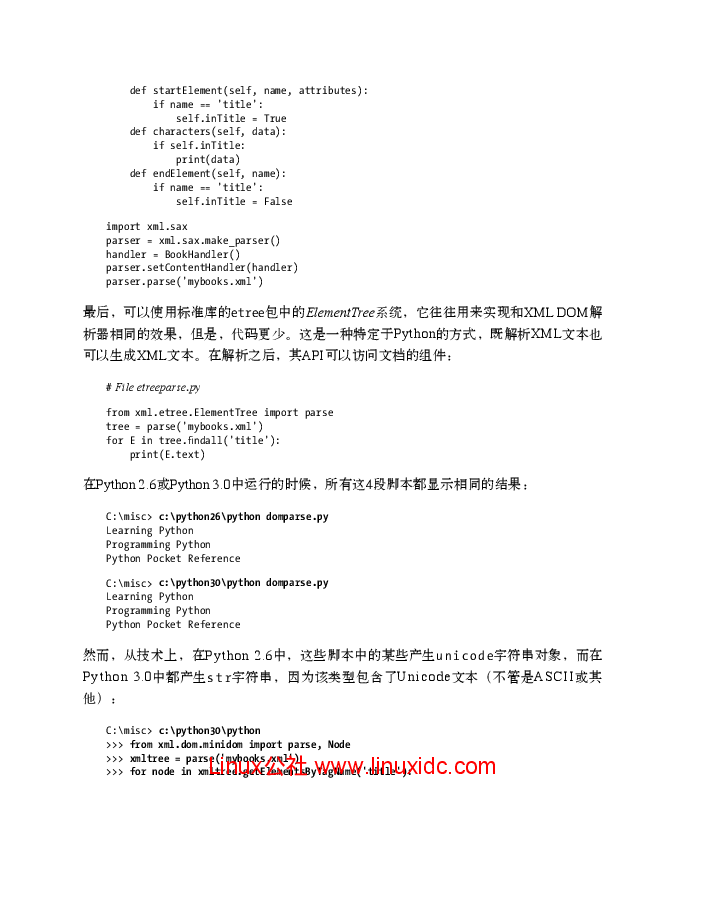 def startElement(self, name, attributes):
        if name == 'title':
            self.inTitle = True
    def characters(self, data):
        if self.inTitle:
            print(data)
    def endElement(self, name):
        if name == 'title':
            self.inTitle = False
import xml.sax
parser = xml.sax.make_parser()
handler = BookHandler()
parser.setContentHandler(handler)
parser.parse('mybooks.xml')
最后，可以使用标准库的etree包中的ElementTree系统，它往往用来实现和XML DOM解
析器相同的效果，但是，代码更少。这是一种特定于Python的方式，既解析XML文本也
可以生成XML文本。在解析之后，其API可以访问文档的组件：
# File etreeparse.py
from xml.etree.ElementTree import parse
tree = parse('mybooks.xml')
for E in tree.findall('title'):
    print(E.text)
在Python 2.6或Python 3.0中运行的时候，所有这4段脚本都显示相同的结果：
C:\misc> c:\python26\python domparse.py
Learning Python
Programming Python
Python Pocket Reference
C:\misc> c:\python30\python domparse.py
Learning Python
Programming Python
Python Pocket Reference
然而，从技术上，在Python 2.6中，这些脚本中的某些产生unicode字符串对象，而在
Python 3.0中都产生str字符串，因为该类型包含了Unicode文本（不管是ASCII或其
他）：
C:\misc> c:\python30\python
>>> from xml.dom.minidom import parse, Node
>>> xmltree = parse('mybooks.xml')
>>> for node in xmltree.getElementsByTagName('title'):
Linux公社 www.linuxidc.com